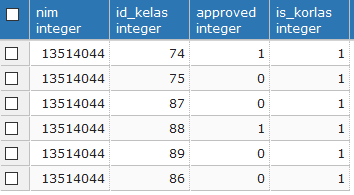 nim id_kelas approved is_korlas
integer integer integer integer
13514044 74 1 1
13514044 75 0 1
13514044 87 0 1
13514044 88 1 1
13514044 89 0 1
13514044 86 0 1